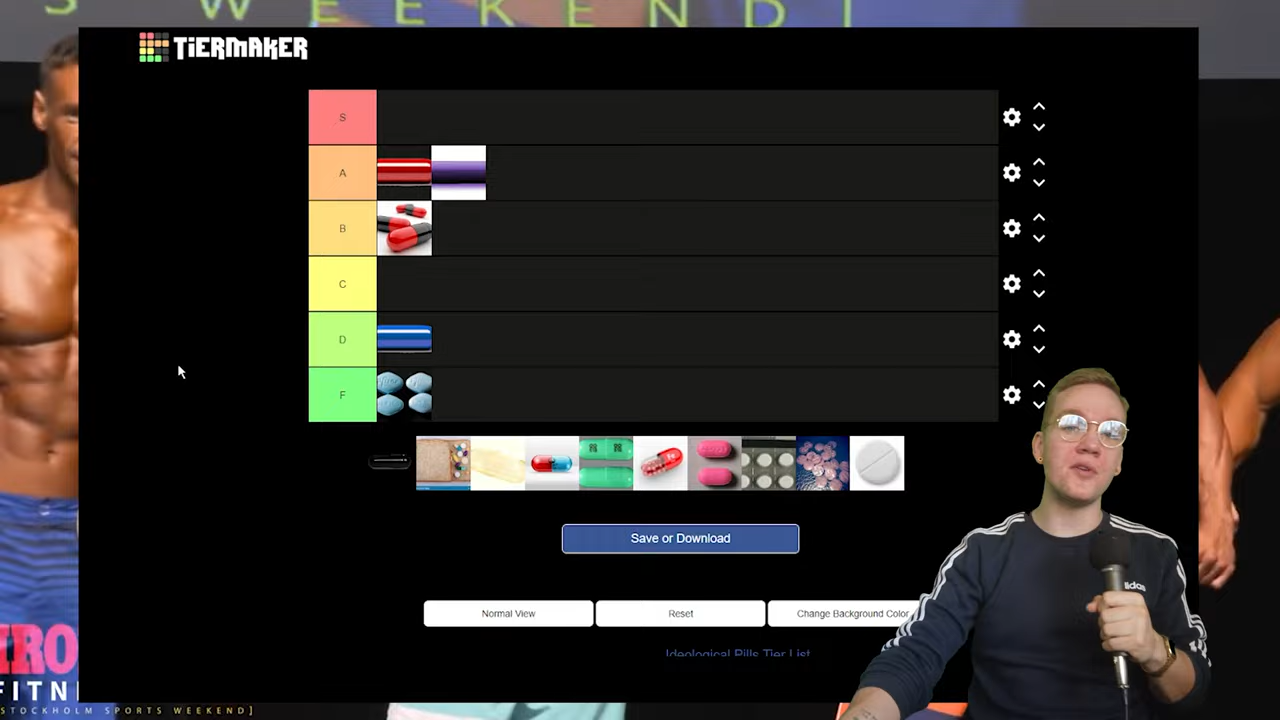 S WEEKEND]
TiERMAKER
S
A
B
C
D
F
Save or Download
Normal View
Reset
Change Background Color
Ideological Pills Tier List
adidas
IRO
FITN
STOCKHOLM SPORTS WEEKEND]